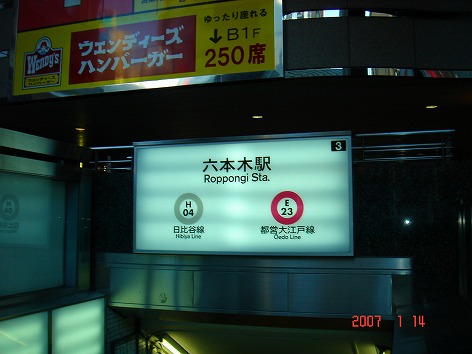 Wendy's
ウェンディーズ
ハンバーガー
ゆったり座れる
↓B1F
250席
3
六本木駅
Roppongi Sta.
H
04
日比谷線
Hibiya Line
E
23
都営大江戸線
Oedo Line
2007 1 14